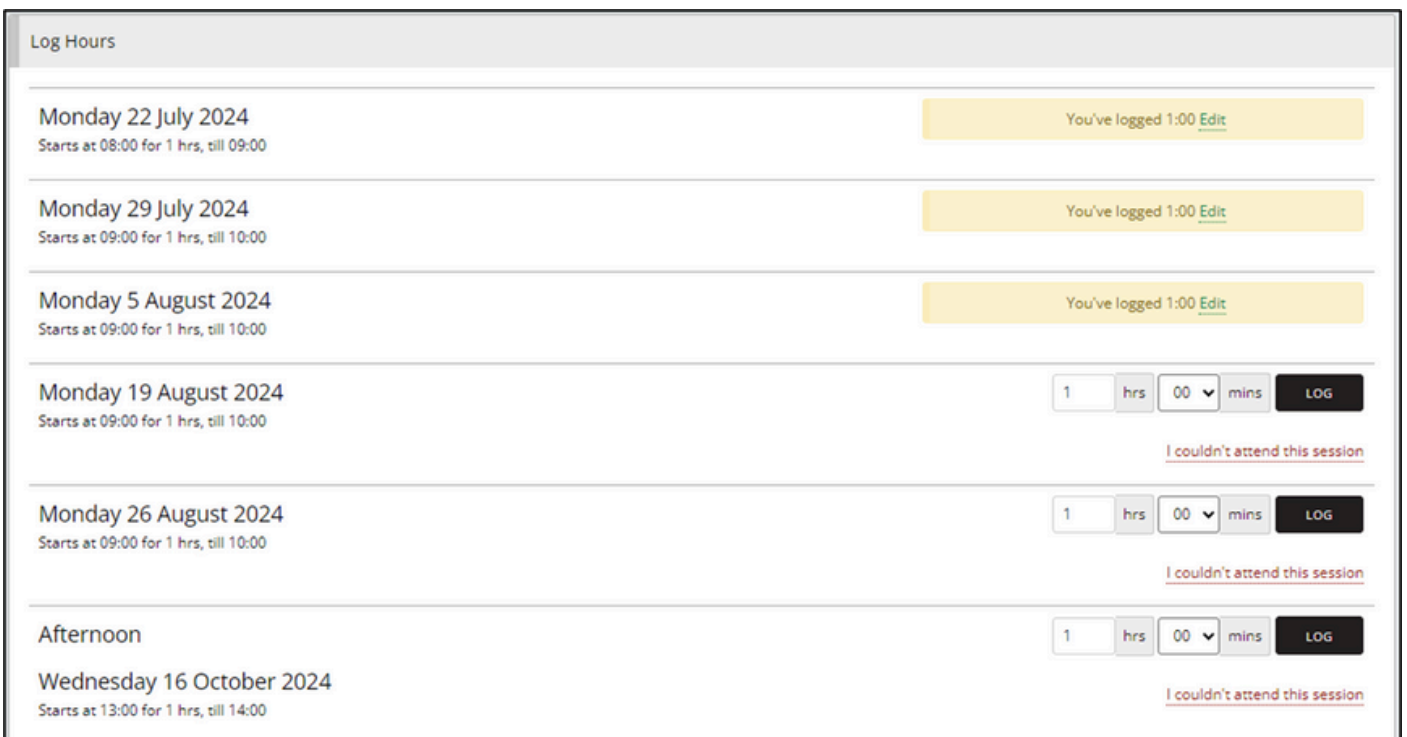 Log Hours
Monday 22 July 2024
Starts at 08:00 for 1 hrs, till 09:00
You've logged 1:00 Edit
Monday 29 July 2024
Starts at 09:00 for 1 hrs, till 10:00
You've logged 1:00 Edit
Monday 5 August 2024
Starts at 09:00 for 1 hrs, till 10:00
You've logged 1:00 Edit
Monday 19 August 2024
Starts at 09:00 for 1 hrs, till 10:00
1 hrs 00 mins LOG
I couldn't attend this session
Monday 26 August 2024
Starts at 09:00 for 1 hrs, till 10:00
1 hrs 00 mins LOG
I couldn't attend this session
Afternoon
Wednesday 16 October 2024
Starts at 13:00 for 1 hrs, till 14:00
1 hrs 00 mins LOG
I couldn't attend this session